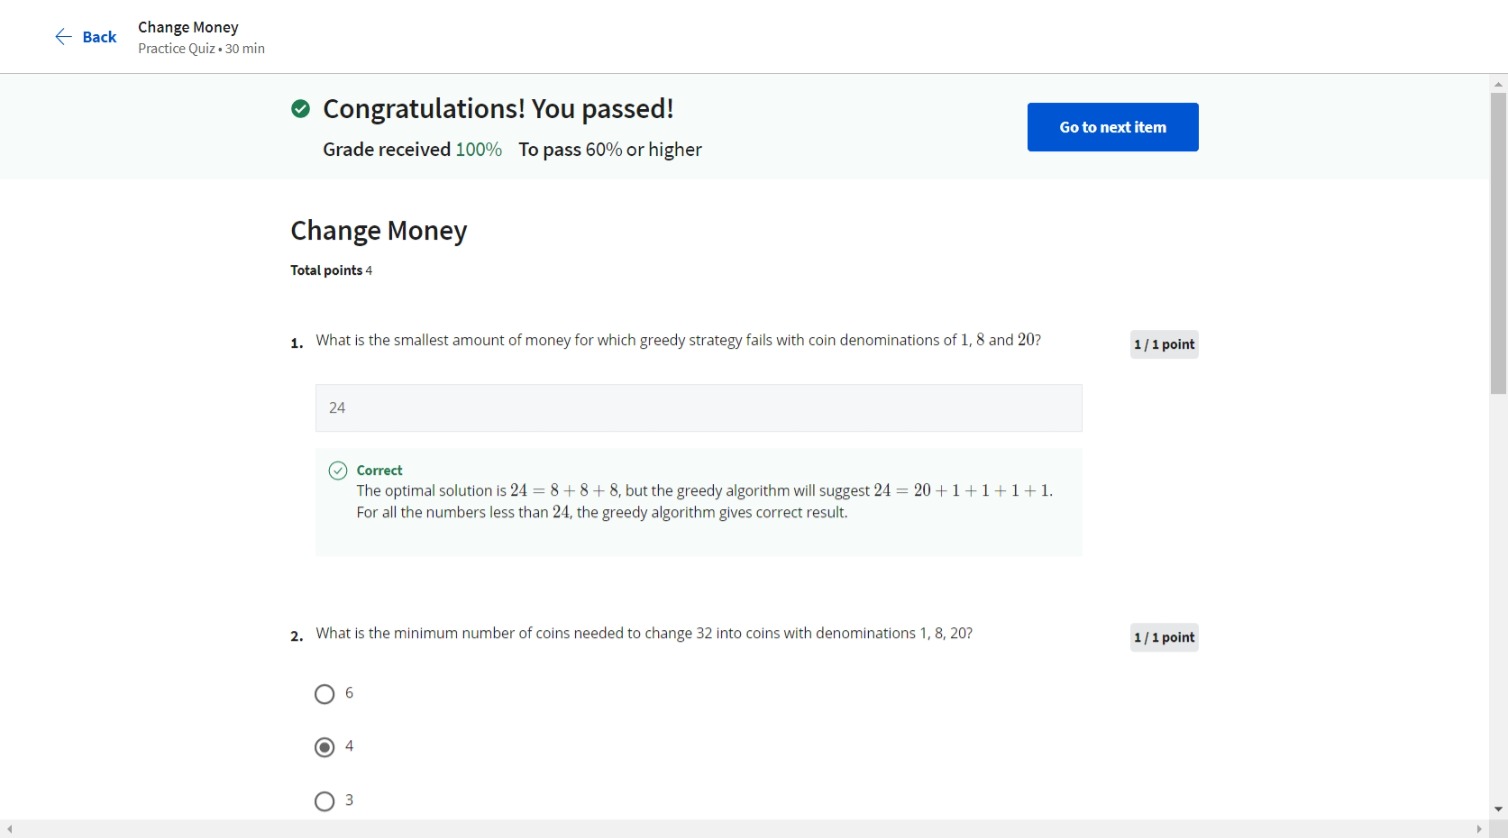 Back
Change Money
Practice Quiz • 30 min
Congratulations! You passed!
Grade received 100% To pass 60% or higher
Go to next item
Change Money
Total points 4
1. What is the smallest amount of money for which greedy strategy fails with coin denominations of 1, 8 and 20?
1 / 1 point
24
Correct
The optimal solution is 24 = 8 + 8 + 8, but the greedy algorithm will suggest 24 = 20 + 1 + 1 + 1 + 1.
For all the numbers less than 24, the greedy algorithm gives correct result.
2. What is the minimum number of coins needed to change 32 into coins with denominations 1, 8, 20?
1 / 1 point
6
4
3